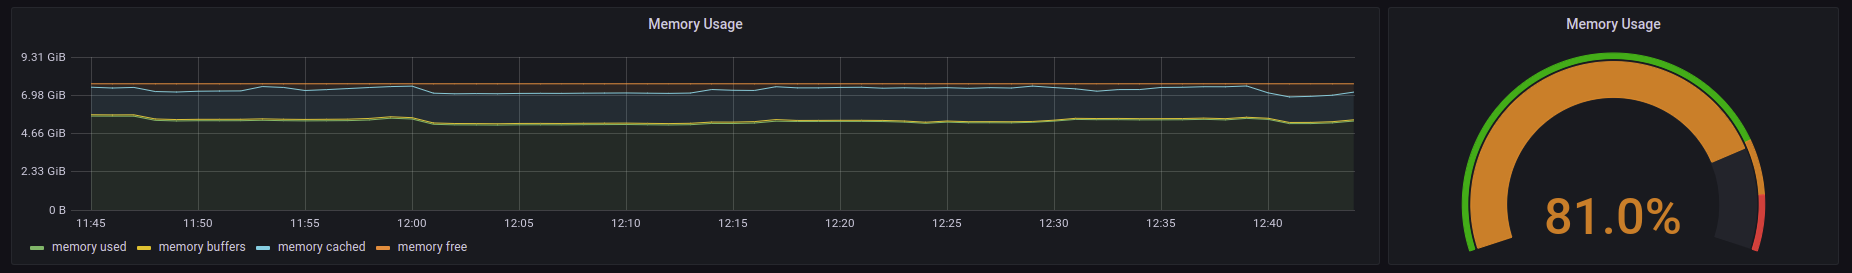 Memory Usage
9.31 GiB
6.98 GiB
4.66 GiB
2.33 GiB
0 B
11:45 11:50 11:55 12:00 12:05 12:10 12:15 12:20 12:25 12:30 12:35 12:40
memory used memory buffers memory cached memory free
Memory Usage
81.0%